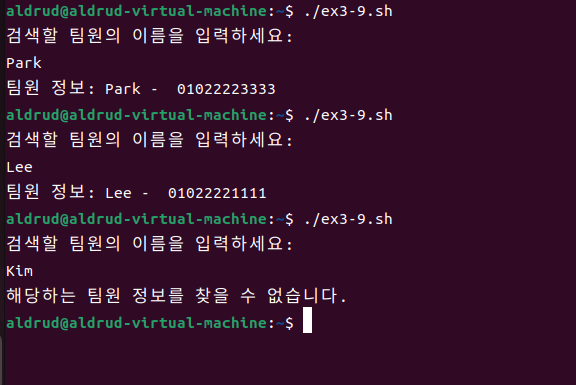 aldrud@aldrud-virtual-machine:~$ ./ex3-9.sh
검색할 팀원의 이름을 입력하세요:
Park
팀원 정보: Park -  01022223333
aldrud@aldrud-virtual-machine:~$ ./ex3-9.sh
검색할 팀원의 이름을 입력하세요:
Lee
팀원 정보: Lee -  01022221111
aldrud@aldrud-virtual-machine:~$ ./ex3-9.sh
검색할 팀원의 이름을 입력하세요:
Kim
해당하는 팀원 정보를 찾을 수 없습니다.
aldrud@aldrud-virtual-machine:~$